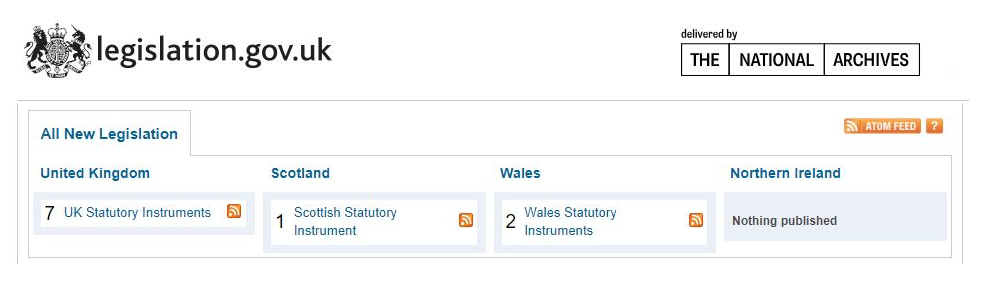 legislation.gov.uk
delivered by
THE NATIONAL ARCHIVES
All New Legislation
ATOM FEED ?
United Kingdom
7 UK Statutory Instruments
Scotland
1 Scottish Statutory
Instrument
Wales
2 Wales Statutory
Instruments
Northern Ireland
Nothing published